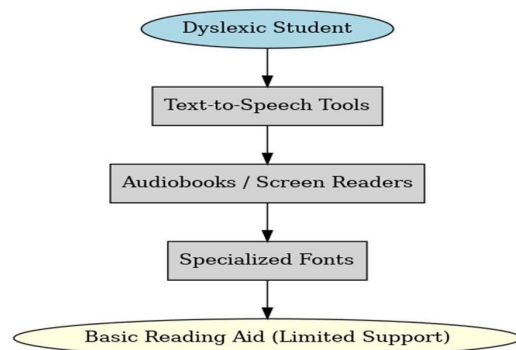 Dyslexic Student
Text-to-Speech Tools
Audiobooks / Screen Readers
Specialized Fonts
Basic Reading Aid (Limited Support)